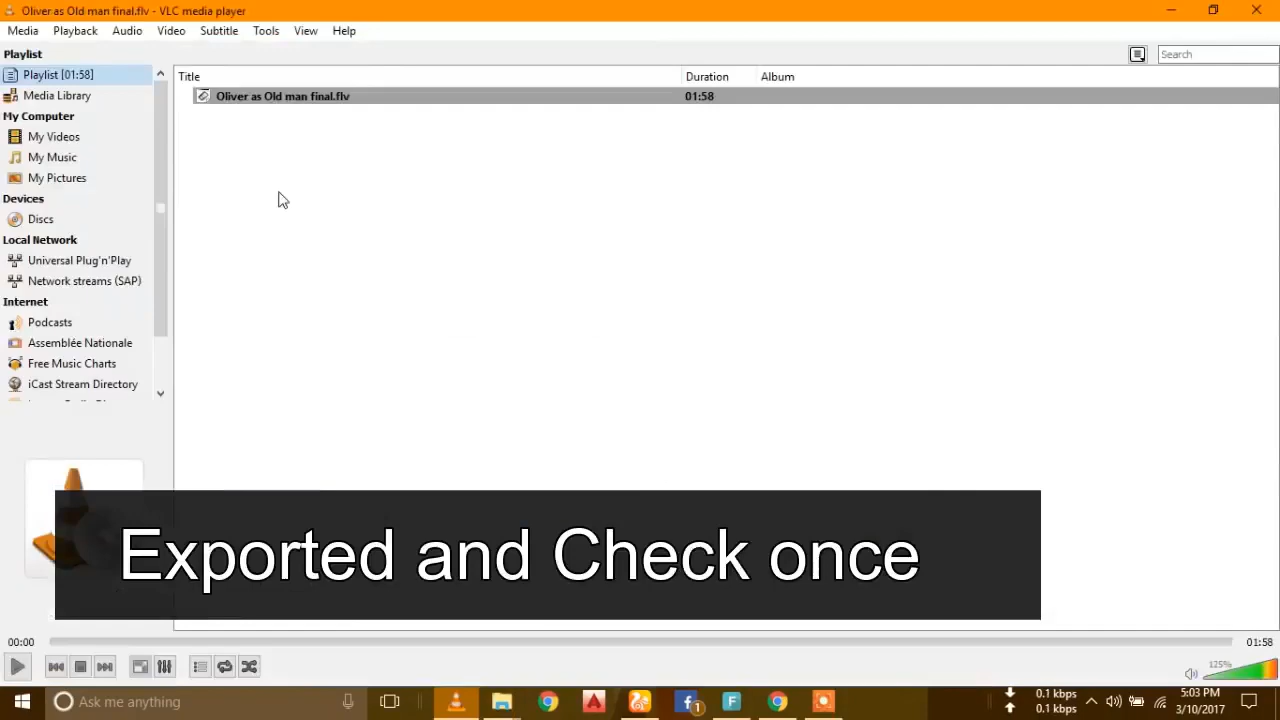 Oliver as Old man final.flv - VLC media player
Media Playback Audio Video Subtitle Tools View Help
Playlist
Search
Playlist [01:58]
Title Duration Album
Oliver as Old man final.flv 01:58
Media Library
My Computer
My Videos
My Music
My Pictures
Devices
Discs
Local Network
Universal Plug'n'Play
Network streams (SAP)
Internet
Podcasts
Assemblée Nationale
Free Music Charts
iCast Stream Directory
Exported and Check once
00:00 01:58
125%
Ask me anything
F
1
F
0.1 kbps
0.1 kbps
5:03 PM
3/10/2017